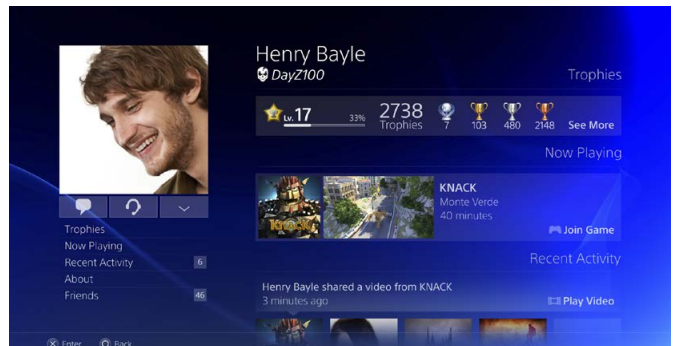 Henry Bayle
DayZ100
Trophies
Lv. 17
33%
2738
Trophies
7
103
480
2148
See More
Now Playing
KNACK
KNACK
Monte Verde
40 minutes
Join Game
Trophies
Now Playing
Recent Activity 6
About
Friends 46
Recent Activity
Henry Bayle shared a video from KNACK
3 minutes ago
Play Video
Enter
Back